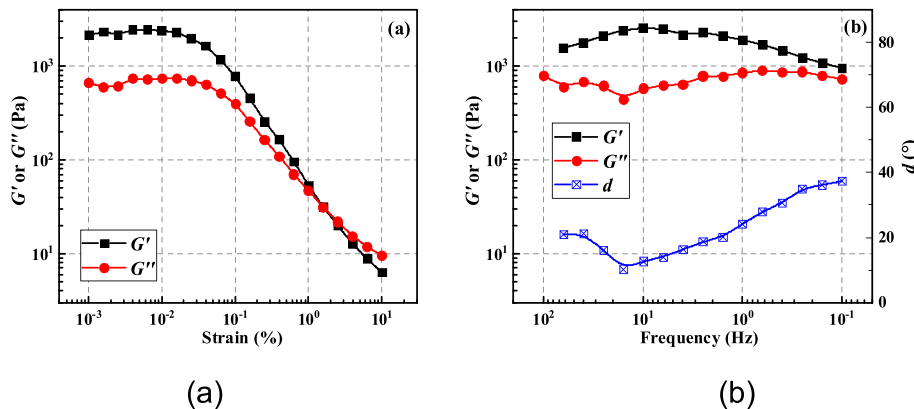 (a)
G' or G'' (Pa)
10³
10²
10¹
G'
G''
10⁻³
10⁻²
10⁻¹
10⁰
10¹
Strain (%)
(b)
G' or G'' (Pa)
10³
10²
10¹
G'
G''
d
80
60
40
20
0
d (°)
10²
10¹
10⁰
10⁻¹
Frequency (Hz)
(a)
(b)